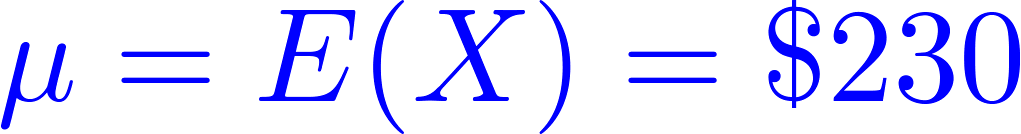 μ = E(X) = $230